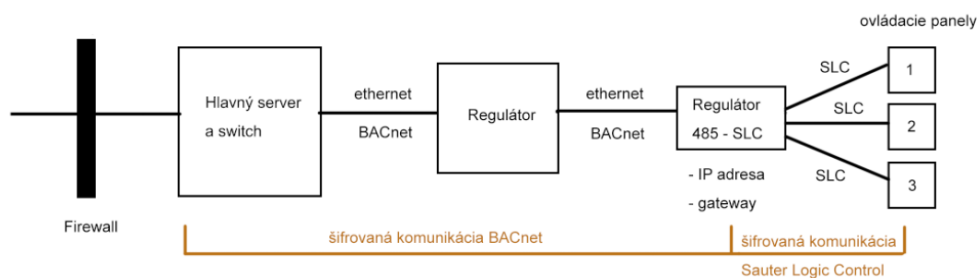 ovládacie panely
Firewall
Hlavný server
a switch
ethernet
BACnet
Regulátor
ethernet
BACnet
Regulátor
485 - SLC
- IP adresa
- gateway
SLC
SLC
SLC
1
2
3
šifrovaná komunikácia BACnet
šifrovaná komunikácia
Sauter Logic Control